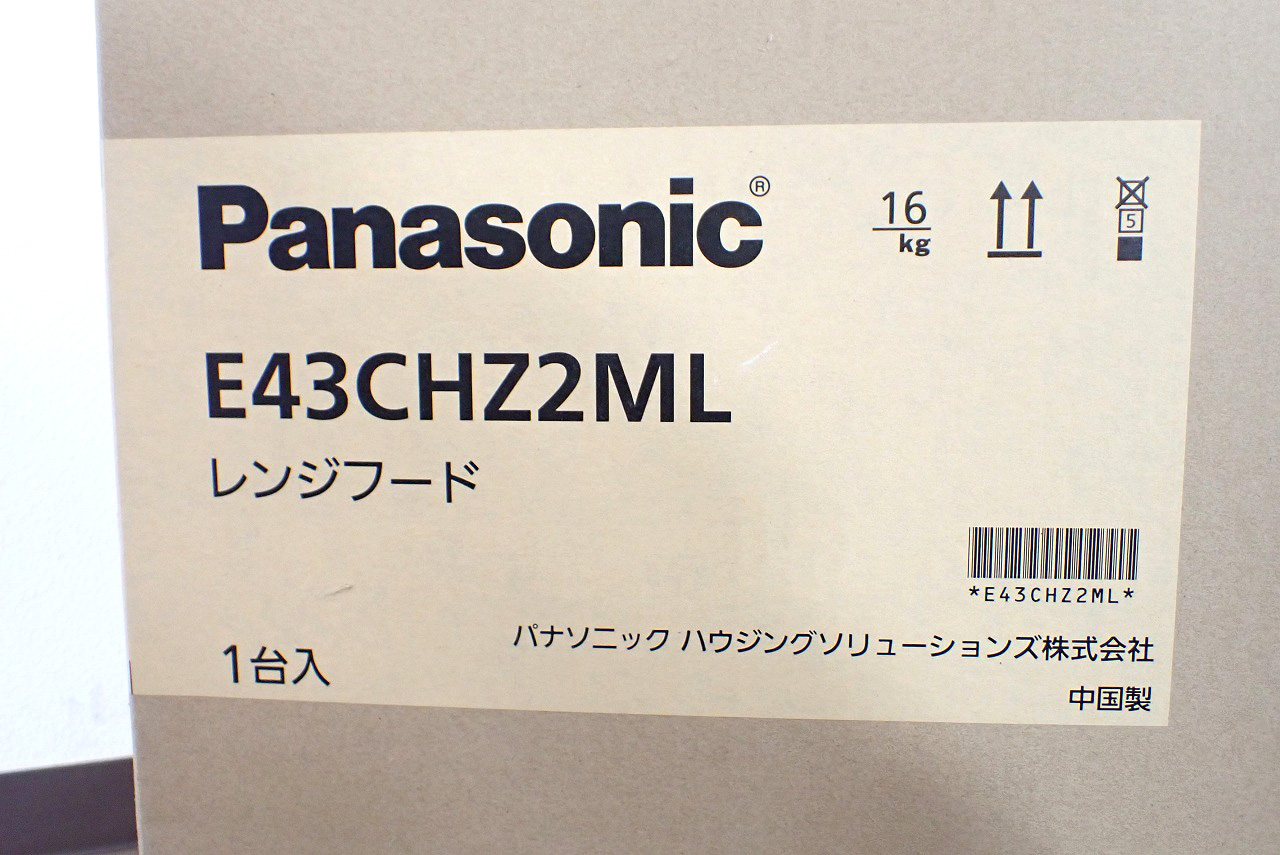 Panasonic®
16
kg
5
E43CHZ2ML
レンジフード
*E43CHZ2ML*
1台入
パナソニック ハウジングソリューションズ株式会社
中国製